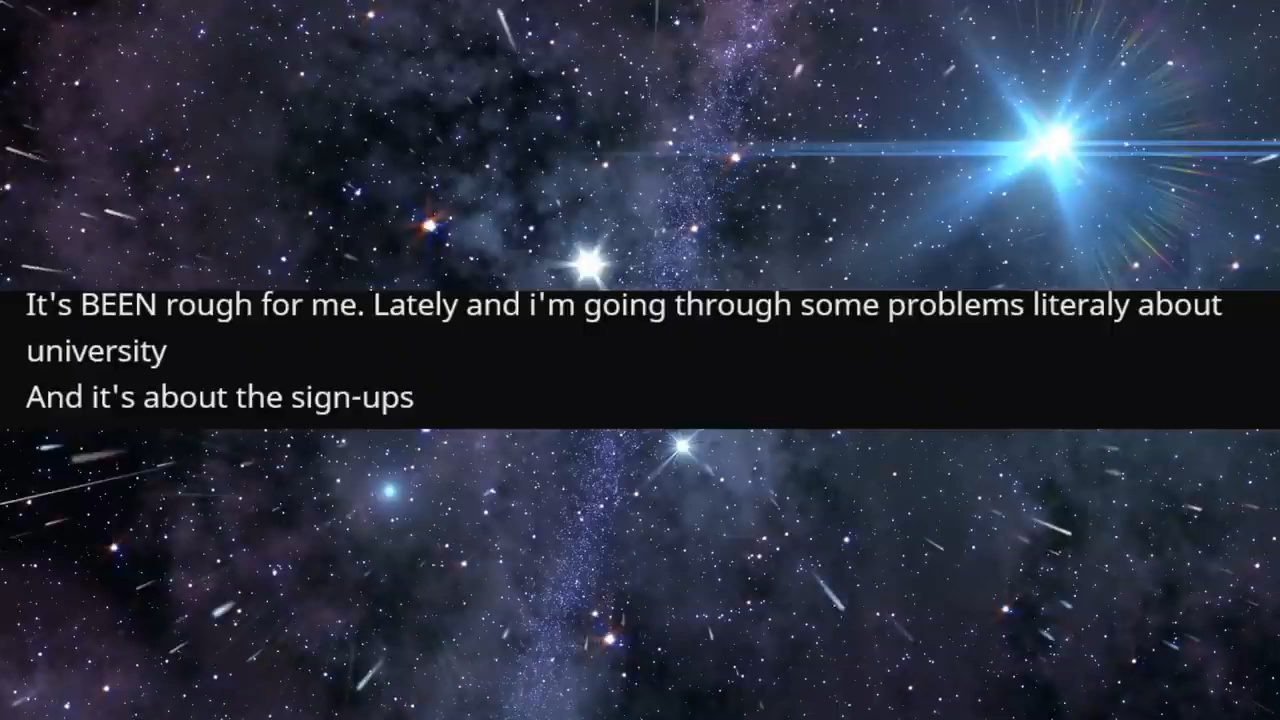 It's BEEN rough for me. Lately and i'm going through some problems literaly about
university
And it's about the sign-ups